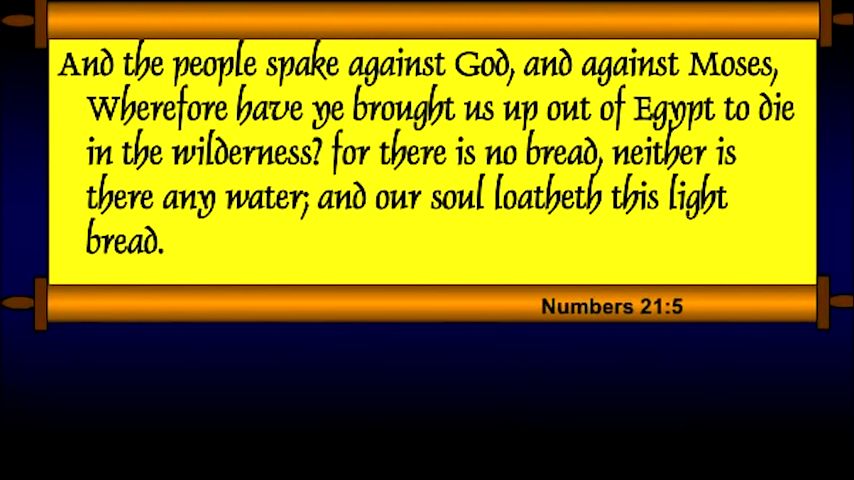 And the people spake against God, and against Moses,
Wherefore have ye brought us up out of Egypt to die
in the wilderness? for there is no bread, neither is
there any water; and our soul loatheth this light
bread.
Numbers 21:5